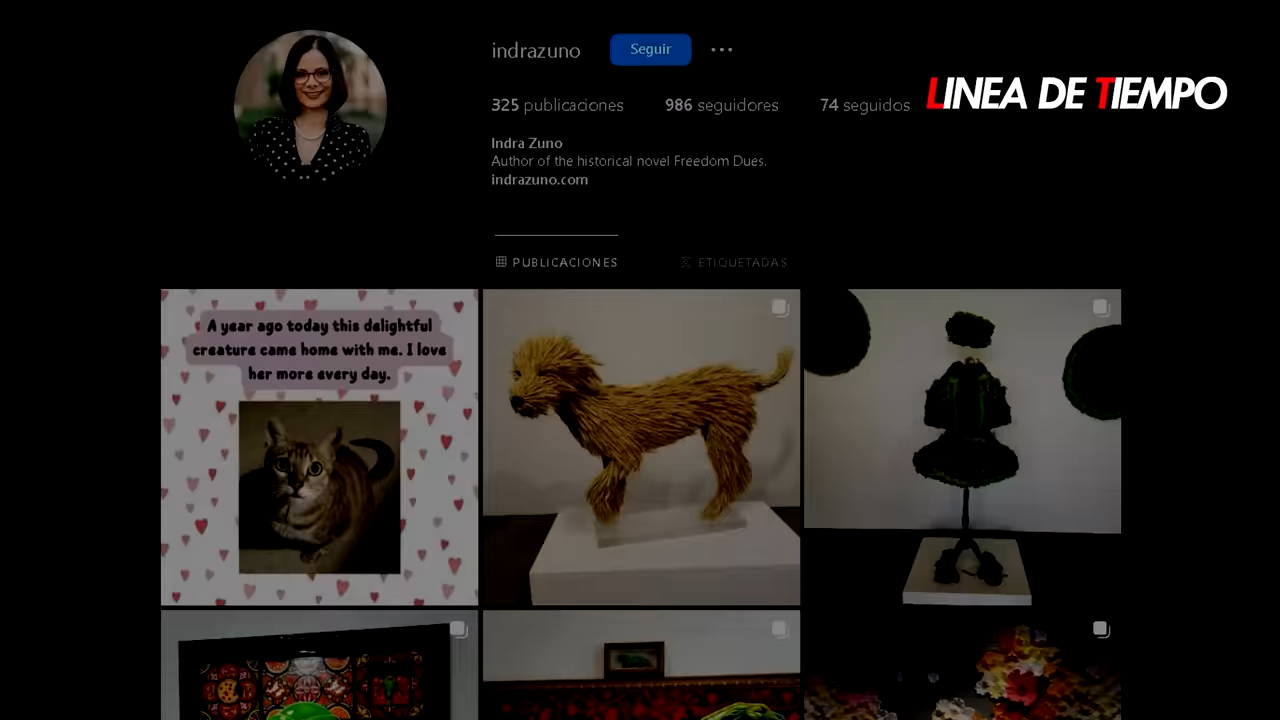 indrazuno
Seguir
LINEA DE TIEMPO
325 publicaciones 986 seguidores 74 seguidos
Indra Zuno
Author of the historical novel Freedom Dues.
indrazuno.com
PUBLICACIONES ETIQUETADAS
A year ago today this delightful
creature came home with me. I love
her more every day.